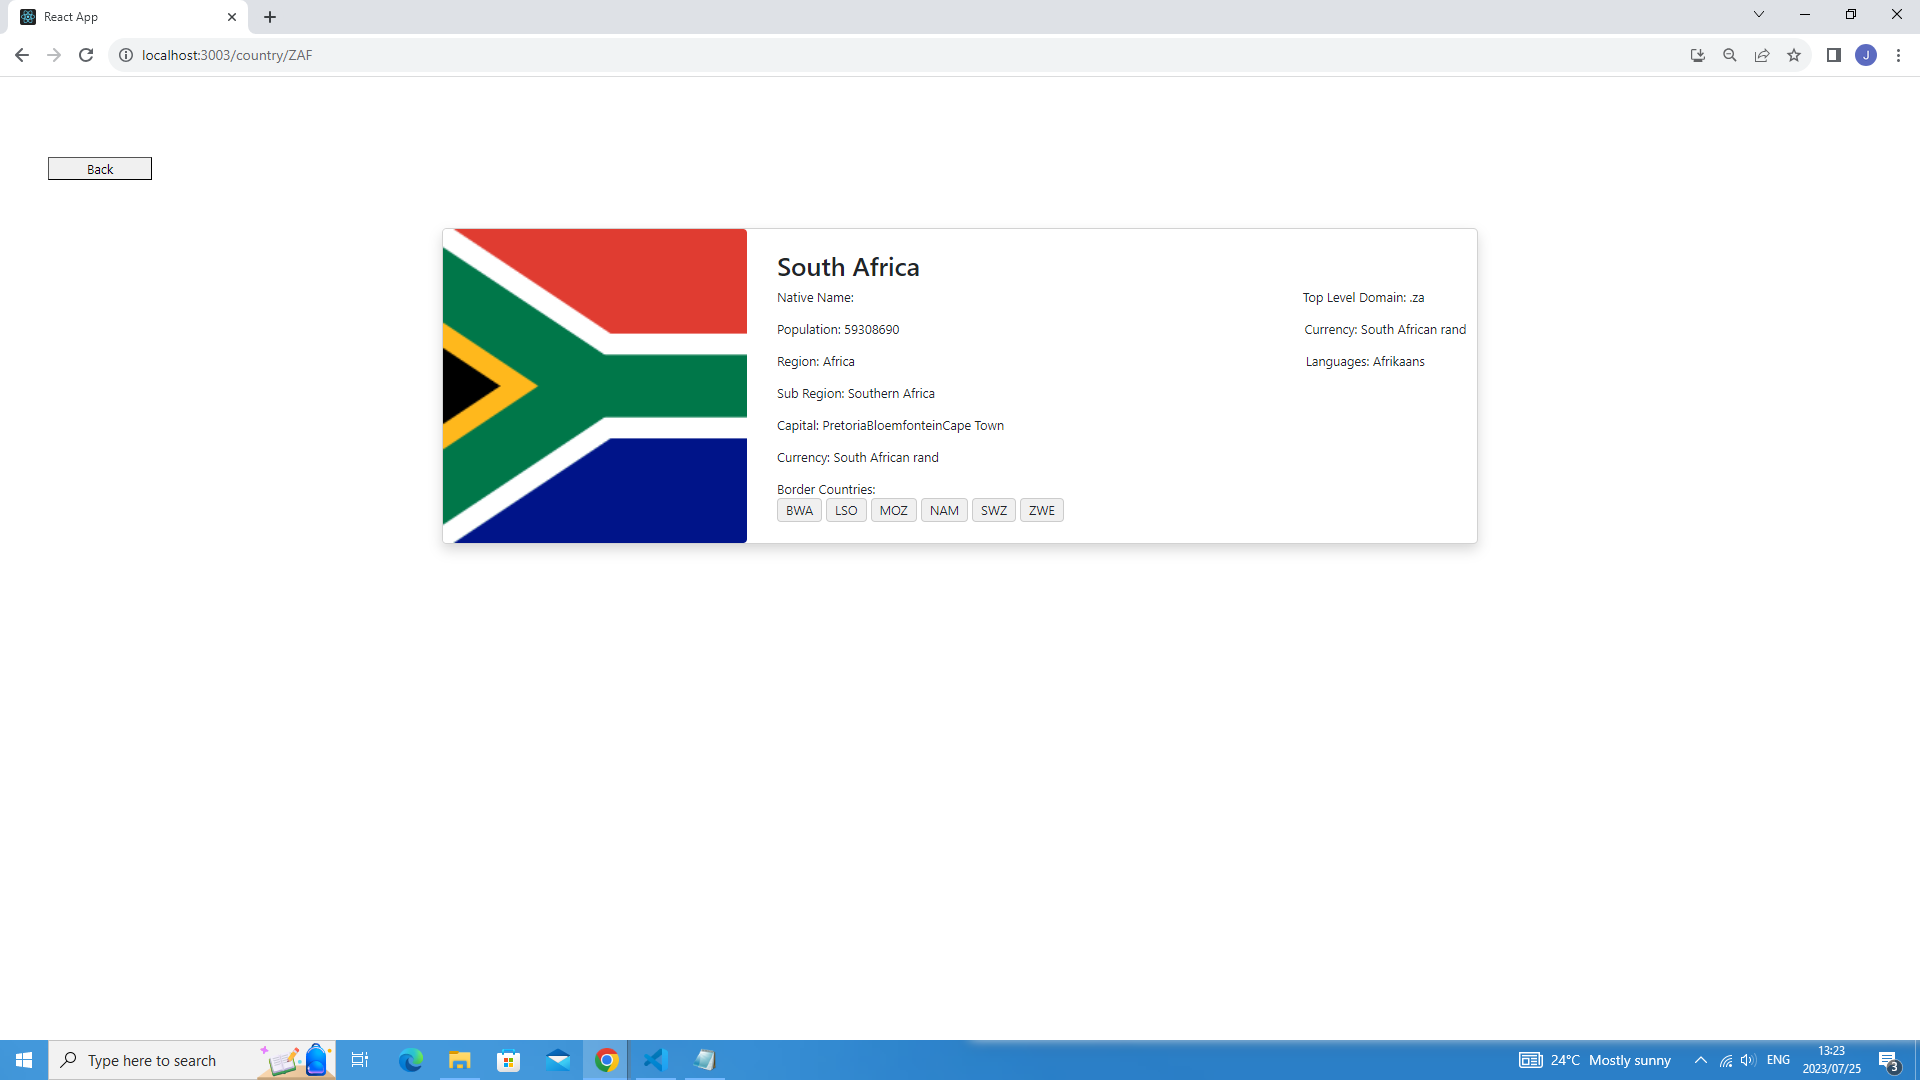 React App
localhost:3003/country/ZAF
J
Back
South Africa
Native Name:
Top Level Domain: .za
Population: 59308690
Currency: South African rand
Region: Africa
Languages: Afrikaans
Sub Region: Southern Africa
Capital: PretoriaBloemfonteinCape Town
Currency: South African rand
Border Countries:
BWA LSO MOZ NAM SWZ ZWE
Type here to search
24°C Mostly sunny
ENG
13:23
2023/07/25
3